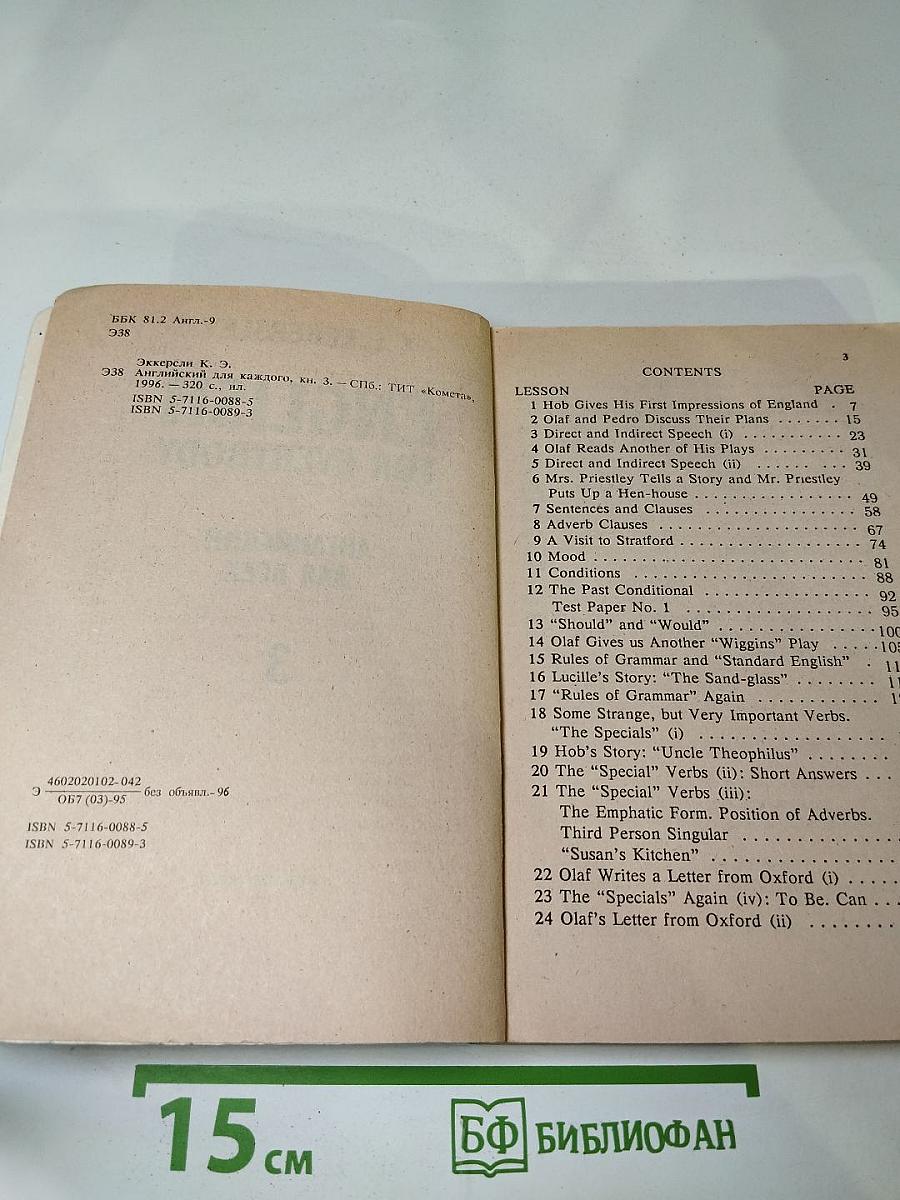 ББК 81.2 Англ.-9
Э38
Эккерсли К. Э.
Э38 Английский для каждого, кн. 3. — СПб.: ТИТ «Комета»,
1996. — 320 с., ил.
ISBN 5-7116-0088-5
ISBN 5-7116-0089-3
Э 4602020102-042 без объявл.-96
ОБ7 (03)-95
ISBN 5-7116-0088-5
ISBN 5-7116-0089-3
3
CONTENTS
LESSON PAGE
1 Hob Gives His First Impressions of England . 7
2 Olaf and Pedro Discuss Their Plans ....... 15
3 Direct and Indirect Speech (i) ........... 23
4 Olaf Reads Another of His Plays ......... 31
5 Direct and Indirect Speech (ii) ...... ... 39
6 Mrs. Priestley Tells a Story and Mr. Priestley
Puts Up a Hen-house ................. 49
7 Sentences and Clauses ................ 58
8 Adverb Clauses ...................... 67
9 A Visit to Stratford ................... 74
10 Mood .............................. 81
11 Conditions .......................... 88
12 The Past Conditional .................. 92
Test Paper No. 1 ................... 95
13 “Should” and “Would” ................ 100
14 Olaf Gives us Another “Wiggins” Play ..... 105
15 Rules of Grammar and “Standard English” . 11
16 Lucille's Story: “The Sand-glass” ........ 11
17 “Rules of Grammar” Again ............ 1
18 Some Strange, but Very Important Verbs.
“The Specials” (i) ..................
19 Hob's Story: “Uncle Theophilus” ........
20 The “Special” Verbs (ii): Short Answers ...
21 The “Special” Verbs (iii):
The Emphatic Form. Position of Adverbs.
Third Person Singular ..............
“Susan's Kitchen” .................
22 Olaf Writes a Letter from Oxford (i) .....
23 The “Specials” Again (iv): To Be. Can ...
24 Olaf's Letter from Oxford (ii) ........
15 см
БФ БИБЛИОФАН